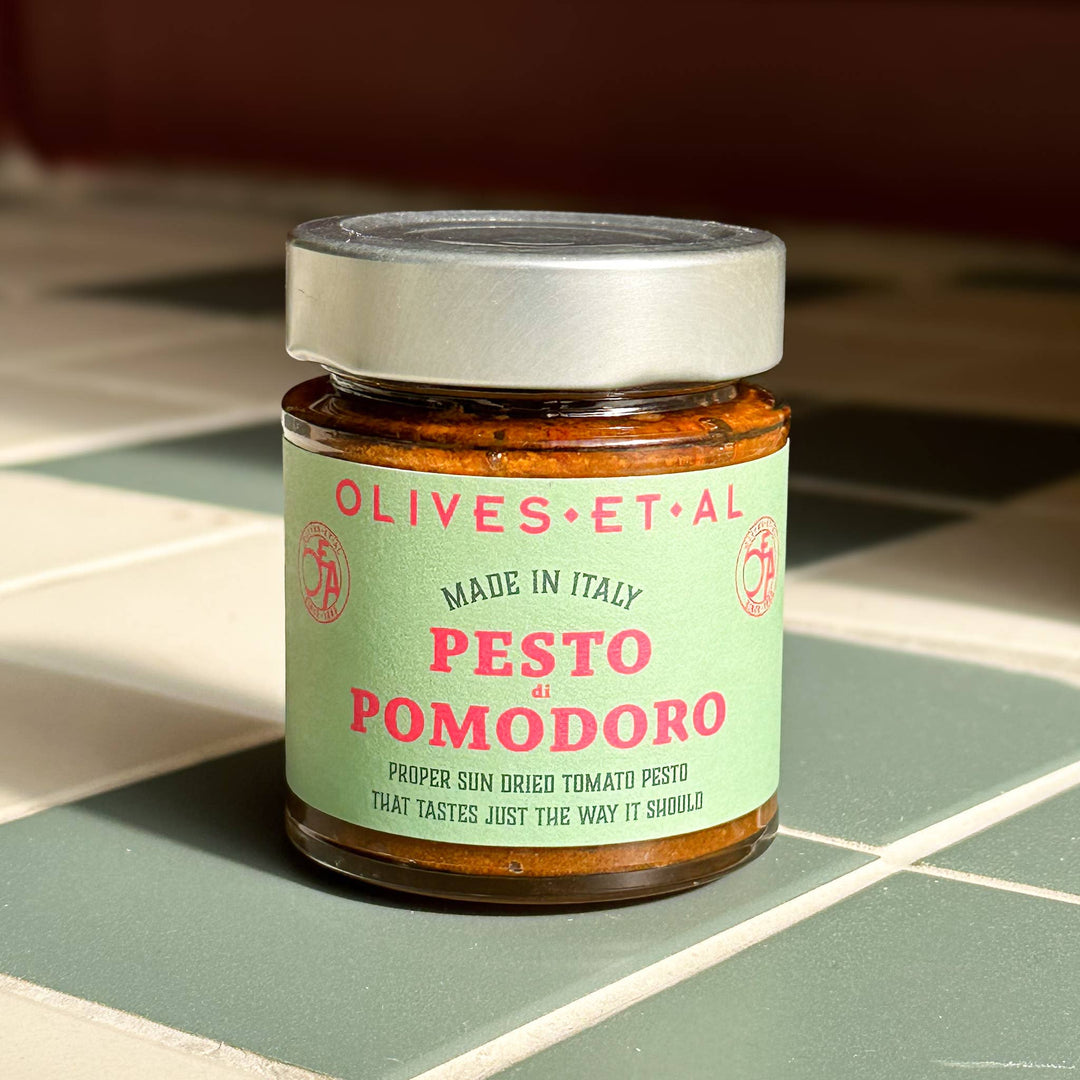 OLIVES·ET·AL
MADE IN ITALY
PESTO
di
POMODORO
PROPER SUN DRIED TOMATO PESTO
THAT TASTES JUST THE WAY IT SHOULD